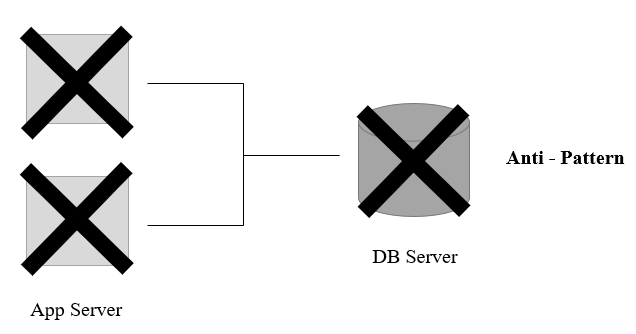 Anti - Pattern
DB Server
App Server